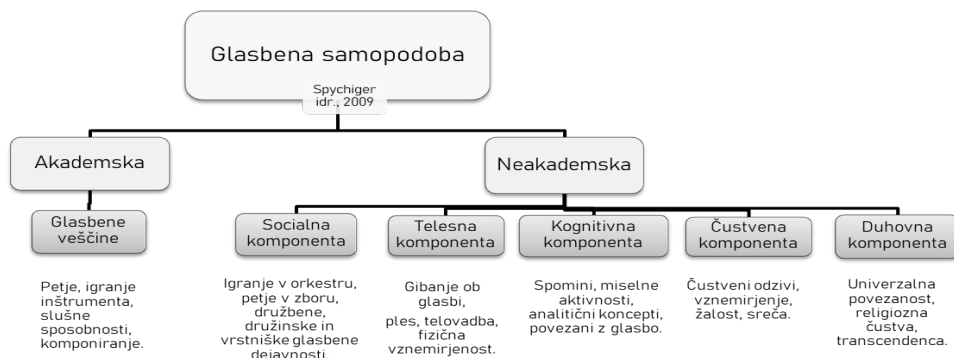 Glasbena samopodoba
Spychiger
idr., 2009
Akademska
Neakademska
Glasbene
veščine
Socialna
komponenta
Telesna
komponenta
Kognitivna
komponenta
Čustvena
komponenta
Duhovna
komponenta
Petje, igranje
inštrumenta,
slušne
sposobnosti,
komponiranje.
Igranje v orkestru,
petje v zboru,
družbene,
družinske in
vrstniške glasbene
dejavnosti.
Gibanje ob
glasbi,
ples, telovadba,
fizična
vznemirjenost.
Spomini, miselne
aktivnosti,
analitični koncepti,
povezani z glasbo.
Čustveni odzivi,
vznemirjenje,
žalost, sreča.
Univerzalna
povezanost,
religiozna
čustva,
transcendenca.